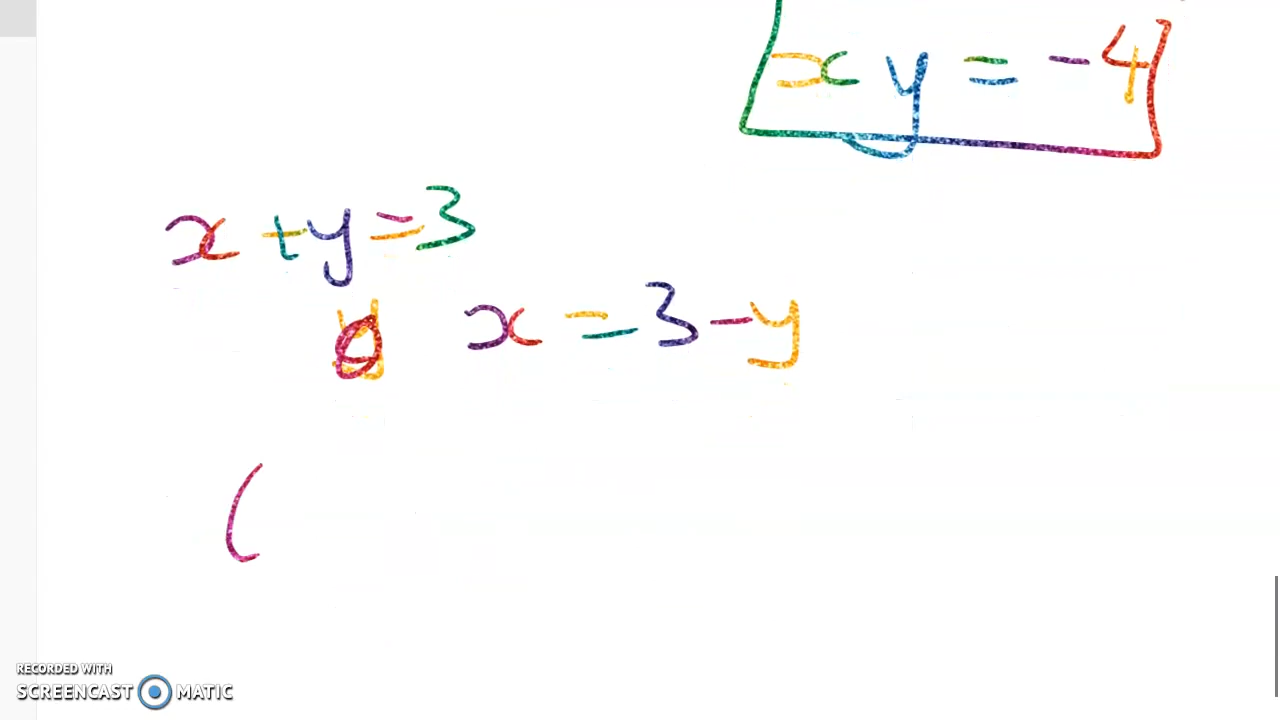 xy = -4
x + y = 3
x = 3 - y
(
RECORDED WITH
SCREENCAST MATIC